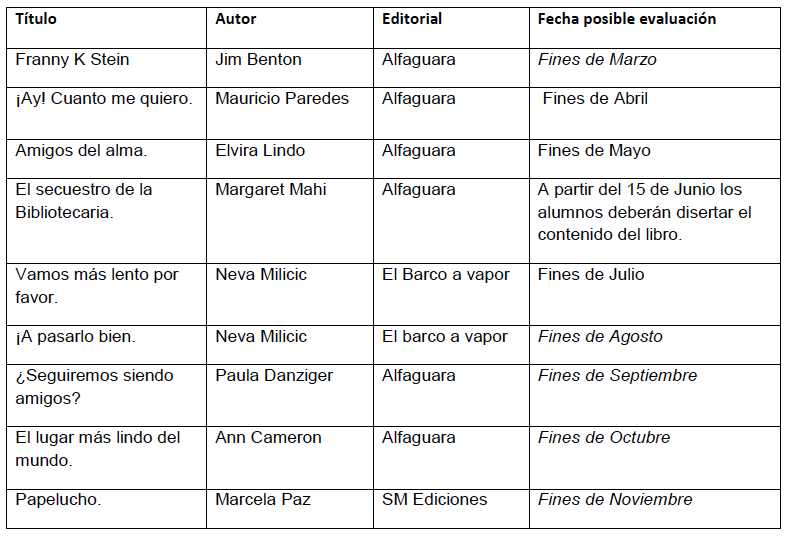 Título Autor Editorial Fecha posible evaluación
Franny K Stein Jim Benton Alfaguara Fines de Marzo
¡Ay! Cuanto me quiero. Mauricio Paredes Alfaguara Fines de Abril
Amigos del alma. Elvira Lindo Alfaguara Fines de Mayo
El secuestro de la Margaret Mahi Alfaguara A partir del 15 de Junio los
Bibliotecaria. alumnos deberán disertar el
contenido del libro.
Vamos más lento por Neva Milicic El Barco a vapor Fines de Julio
favor.
¡A pasarlo bien. Neva Milicic El barco a vapor Fines de Agosto
¿Seguiremos siendo Paula Danziger Alfaguara Fines de Septiembre
amigos?
El lugar más lindo del Ann Cameron Alfaguara Fines de Octubre
mundo.
Papelucho. Marcela Paz SM Ediciones Fines de Noviembre